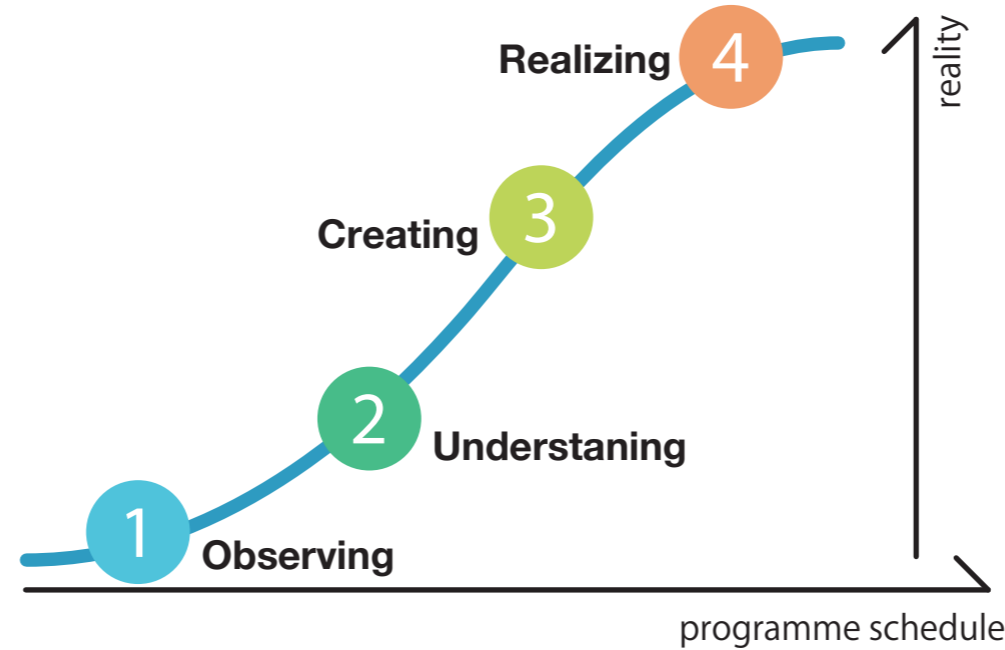 Realizing 4
reality
Creating 3
2 Understaning
1 Observing
programme schedule